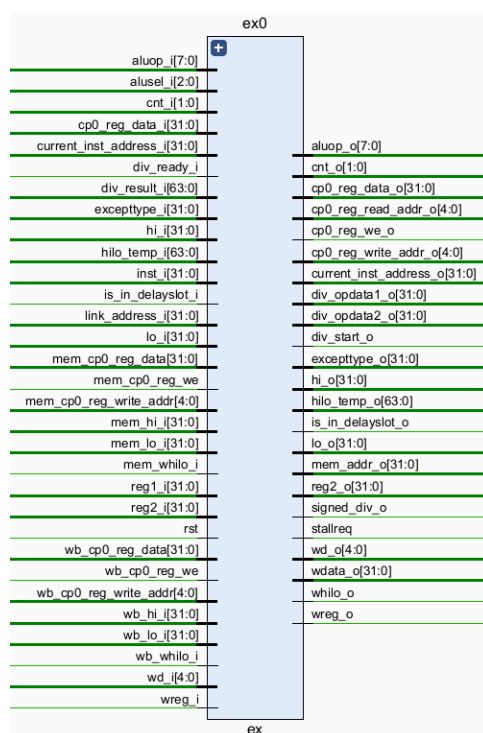 ex0
aluop_i[7:0]
alusel_i[2:0]
cnt_i[1:0]
cp0_reg_data_i[31:0]
current_inst_address_i[31:0]
div_ready_i
div_result_i[63:0]
excepttype_i[31:0]
hi_i[31:0]
hilo_temp_i[63:0]
inst_i[31:0]
is_in_delayslot_i
link_address_i[31:0]
lo_i[31:0]
mem_cp0_reg_data[31:0]
mem_cp0_reg_we
mem_cp0_reg_write_addr[4:0]
mem_hi_i[31:0]
mem_lo_i[31:0]
mem_whilo_i
reg1_i[31:0]
reg2_i[31:0]
rst
wb_cp0_reg_data[31:0]
wb_cp0_reg_we
wb_cp0_reg_write_addr[4:0]
wb_hi_i[31:0]
wb_lo_i[31:0]
wb_whilo_i
wd_i[4:0]
wreg_i
aluop_o[7:0]
cnt_o[1:0]
cp0_reg_data_o[31:0]
cp0_reg_read_addr_o[4:0]
cp0_reg_we_o
cp0_reg_write_addr_o[4:0]
current_inst_address_o[31:0]
div_opdata1_o[31:0]
div_opdata2_o[31:0]
div_start_o
excepttype_o[31:0]
hi_o[31:0]
hilo_temp_o[63:0]
is_in_delayslot_o
lo_o[31:0]
mem_addr_o[31:0]
reg2_o[31:0]
signed_div_o
stallreq
wd_o[4:0]
wdata_o[31:0]
whilo_o
wreg_o
ex